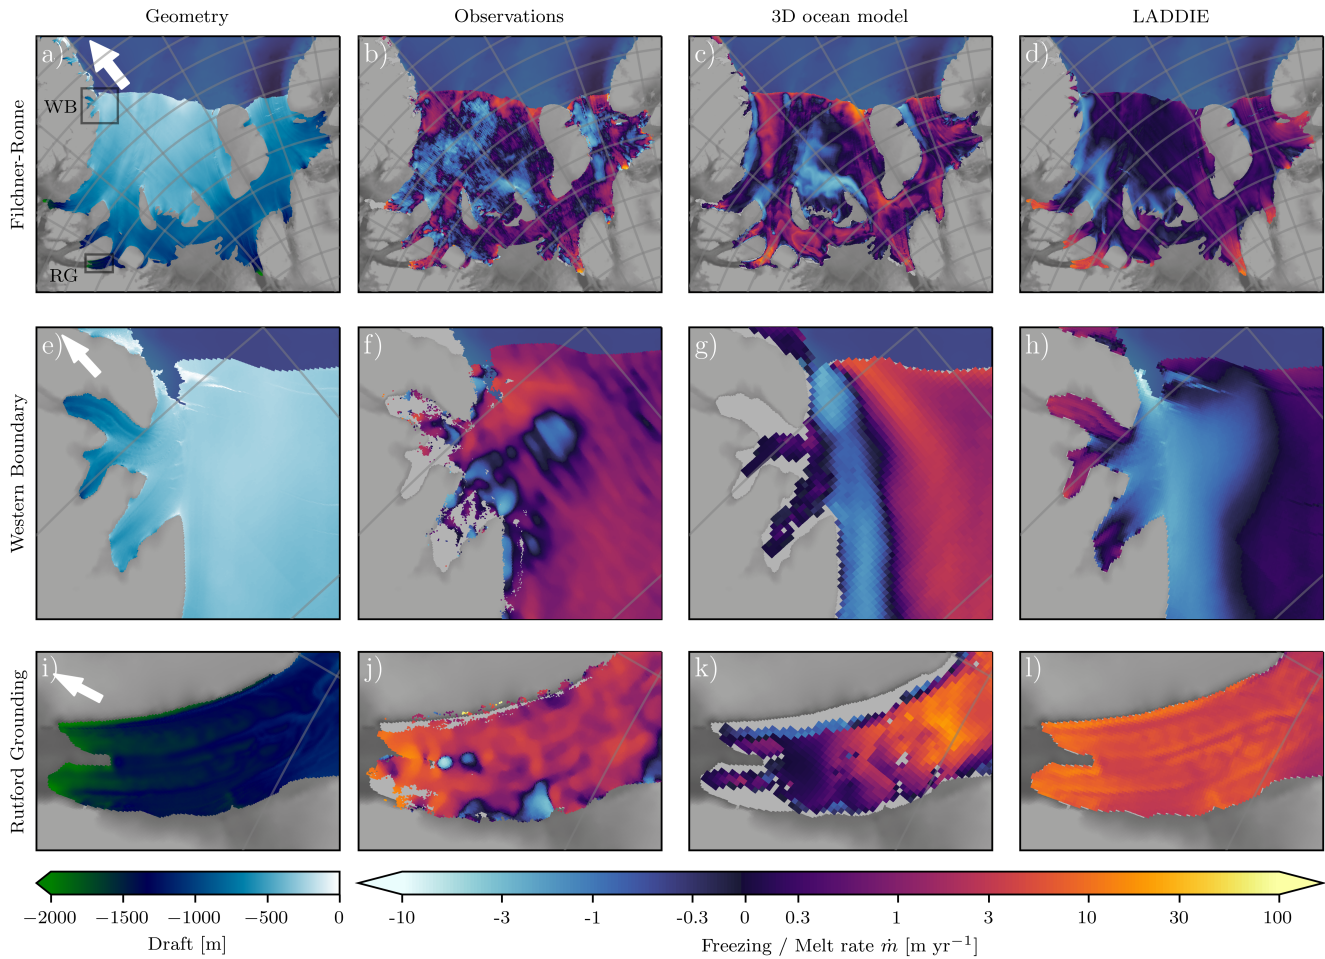 Geometry
Observations
3D ocean model
LADDIE
Filchner-Ronne
a)
b)
c)
d)
WB
RG
Western Boundary
e)
f)
g)
h)
Rutford Grounding
i)
j)
k)
l)
−2000 −1500 −1000 −500 0
Draft [m]
-10 -3 -1 -0.3 0 0.3 1 3 10 30 100
Freezing / Melt rate ṁ [m yr⁻¹]